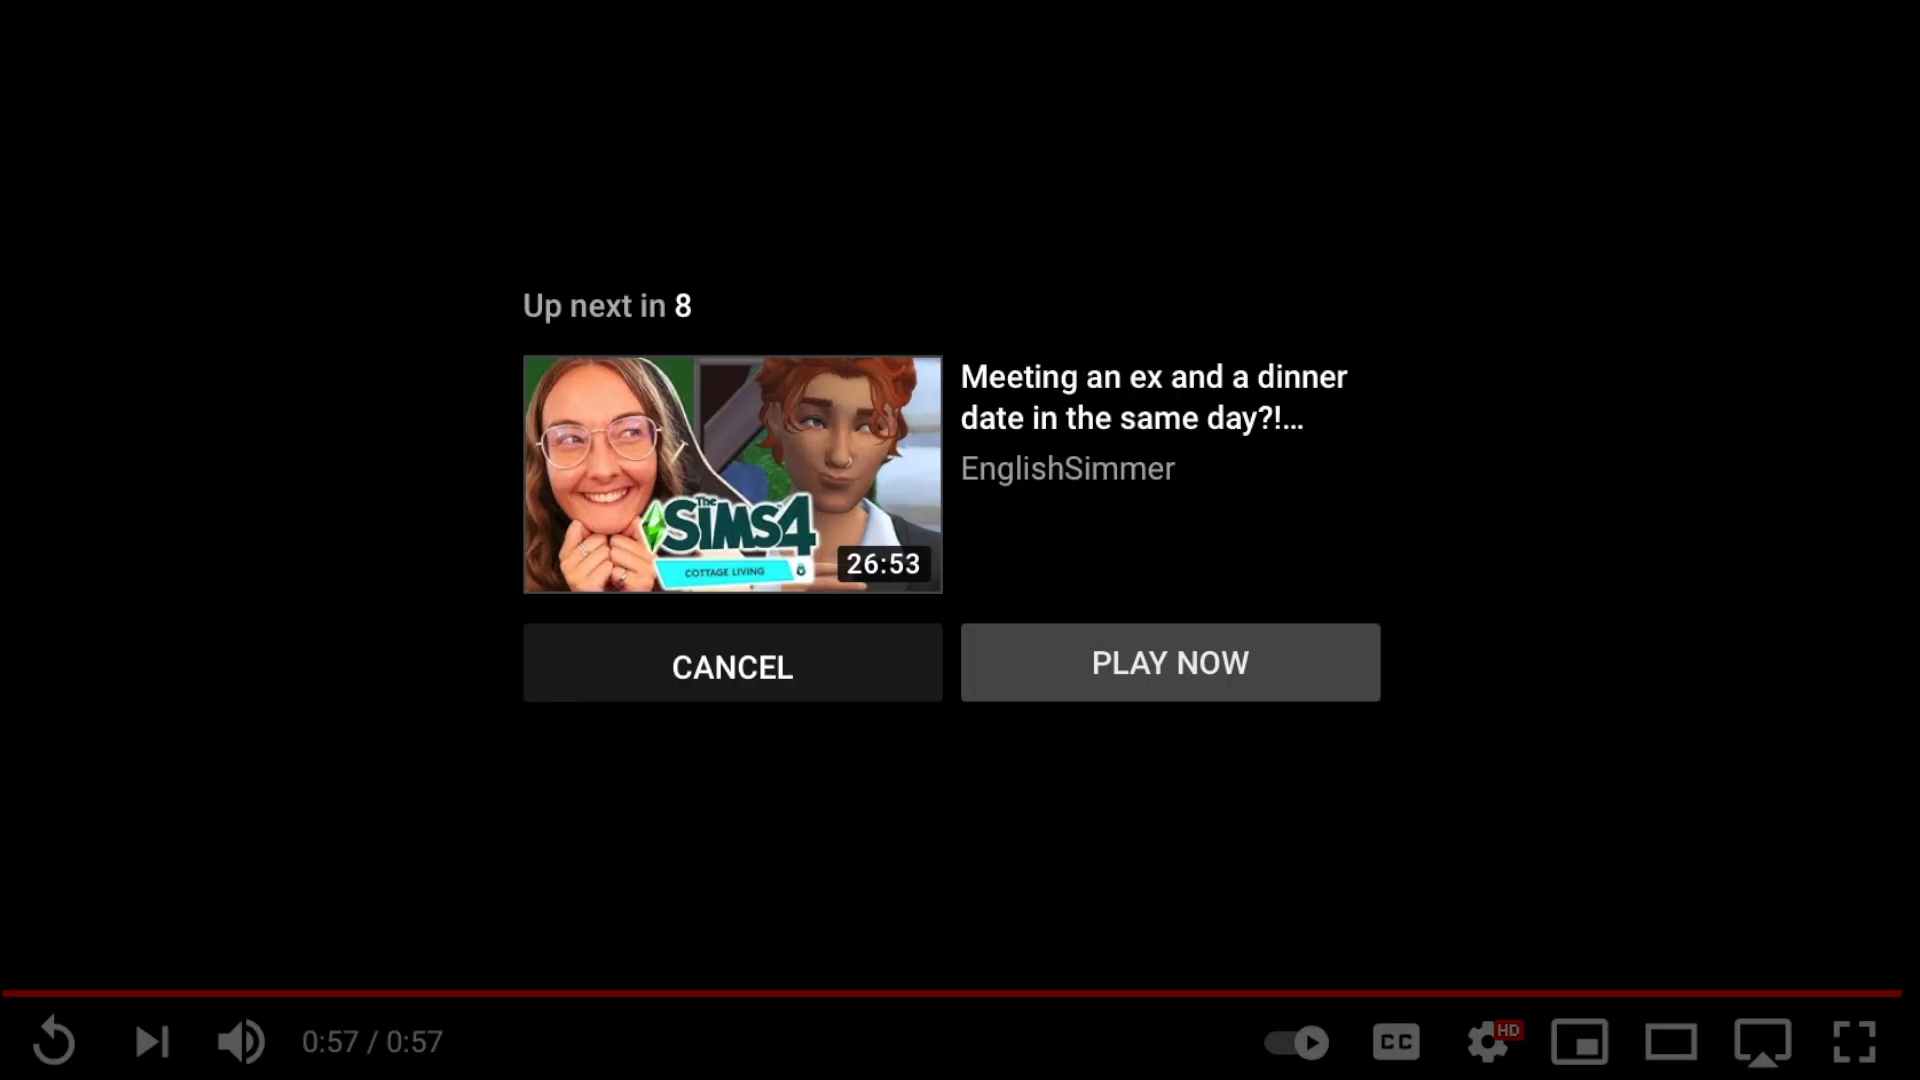 Up next in 8
Meeting an ex and a dinner
date in the same day?!...
EnglishSimmer
The
SIMS4
COTTAGE LIVING
26:53
CANCEL
PLAY NOW
0:57 / 0:57
CC
HD